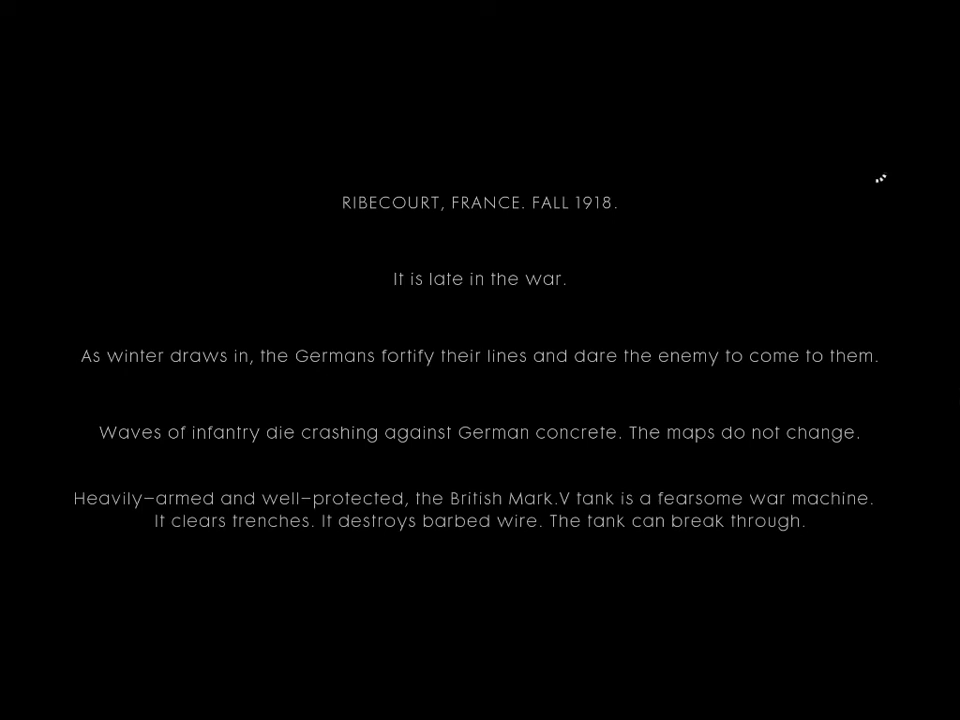 RIBECOURT, FRANCE. FALL 1918.
It is late in the war.
As winter draws in, the Germans fortify their lines and dare the enemy to come to them.
Waves of infantry die crashing against German concrete. The maps do not change.
Heavily-armed and well-protected, the British Mark.V tank is a fearsome war machine.
It clears trenches. It destroys barbed wire. The tank can break through.